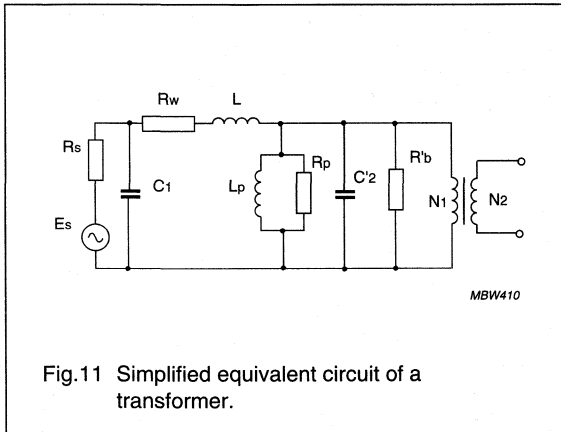 Rw
L
Rs
C1
Lp
Rp
C'2
R'b
N1
N2
Es
MBW410
Fig.11 Simplified equivalent circuit of a
transformer.